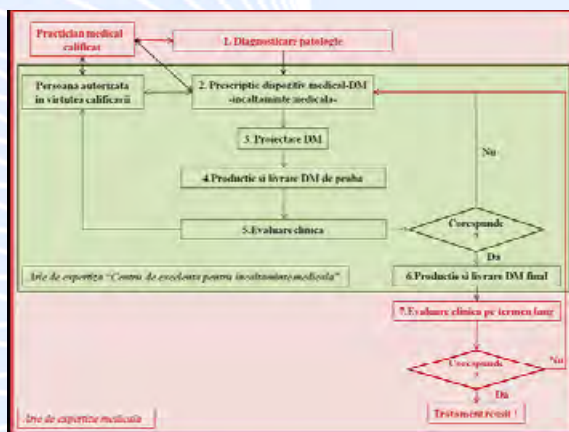 Practician medical
calificat
1. Diagnosticare patologie
Persoana autorizata
in virtutea calificarii
2. Prescriptie dispozitiv medical-DM
-incaltaminte medicala-
3. Proiectare DM
Nu
4.Productie si livrare DM de proba
5.Evaluare clinica
Corespunde
?
Da
Arie de expertiza "Centru de excelenta pentru incaltaminte medicala"
6.Productie si livrare DM final
7.Evaluare clinica pe termen lung
Corespunde
?
Nu
Da
Arie de expertiza medicala
Tratament reusit !